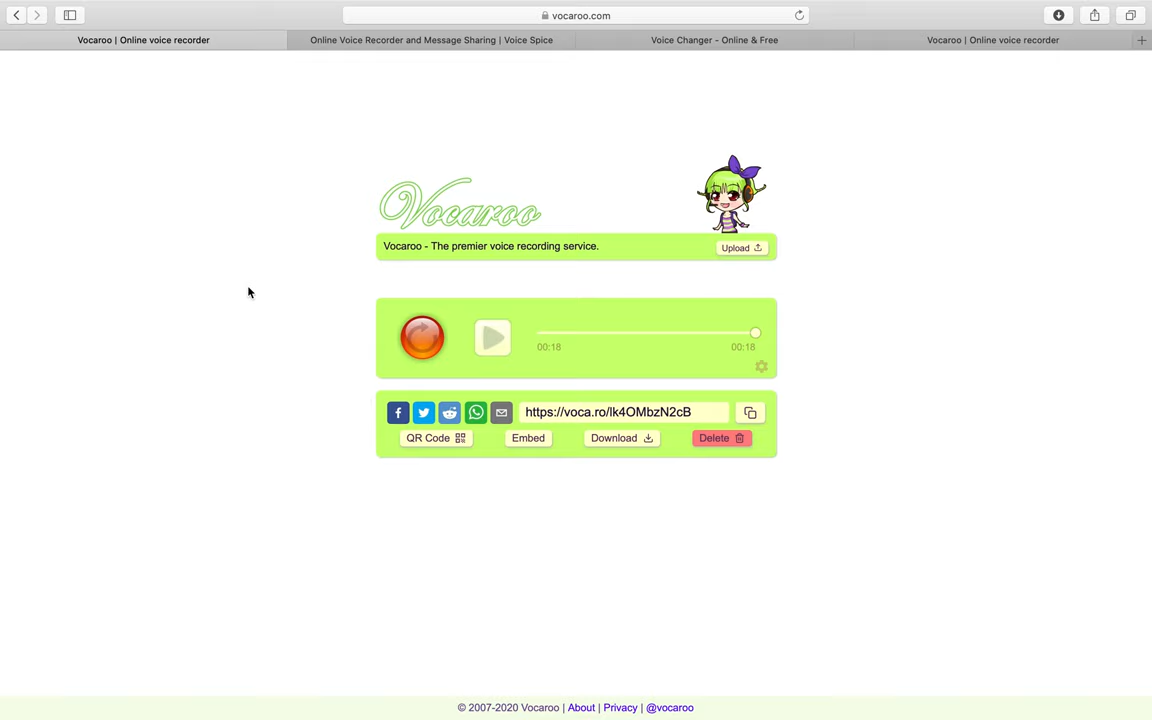 vocaroo.com
Vocaroo | Online voice recorder
Online Voice Recorder and Message Sharing | Voice Spice
Voice Changer - Online & Free
Vocaroo | Online voice recorder
Vocaroo
Vocaroo - The premier voice recording service.
Upload
00:18
00:18
https://voca.ro/lk4OMbzN2cB
QR Code
Embed
Download
Delete
© 2007-2020 Vocaroo | About | Privacy | @vocaroo